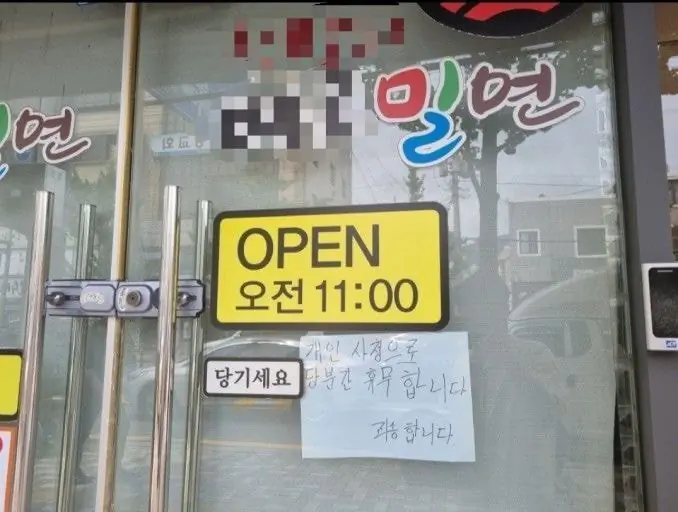 밀면
면
OPEN
오전 11:00
당기세요
개인 사정으로
당분간 휴무 합니다
죄송 합니다